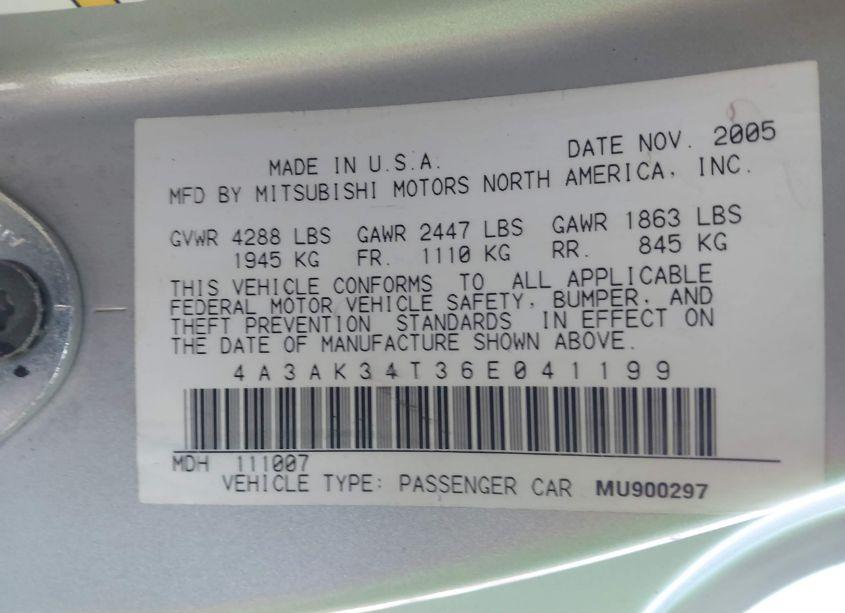 MADE IN U.S.A. DATE NOV. 2005
MFD BY MITSUBISHI MOTORS NORTH AMERICA, INC.
GVWR 4288 LBS GAWR 2447 LBS GAWR 1863 LBS
1945 KG FR. 1110 KG RR. 845 KG
THIS VEHICLE CONFORMS TO ALL APPLICABLE
FEDERAL MOTOR VEHICLE SAFETY, BUMPER, AND
THEFT PREVENTION STANDARDS IN EFFECT ON
THE DATE OF MANUFACTURE SHOWN ABOVE.
4A3AK34T36E041199
MDH 111007
VEHICLE TYPE: PASSENGER CAR MU900297